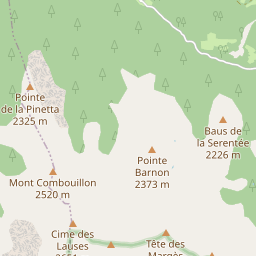 Pointe
de la Pinetta
2325 m
Baus de
la Serentée
2226 m
Pointe
Barnon
2373 m
Mont Combouillon
2520 m
Cime des
Lauses
Tête des
Margès